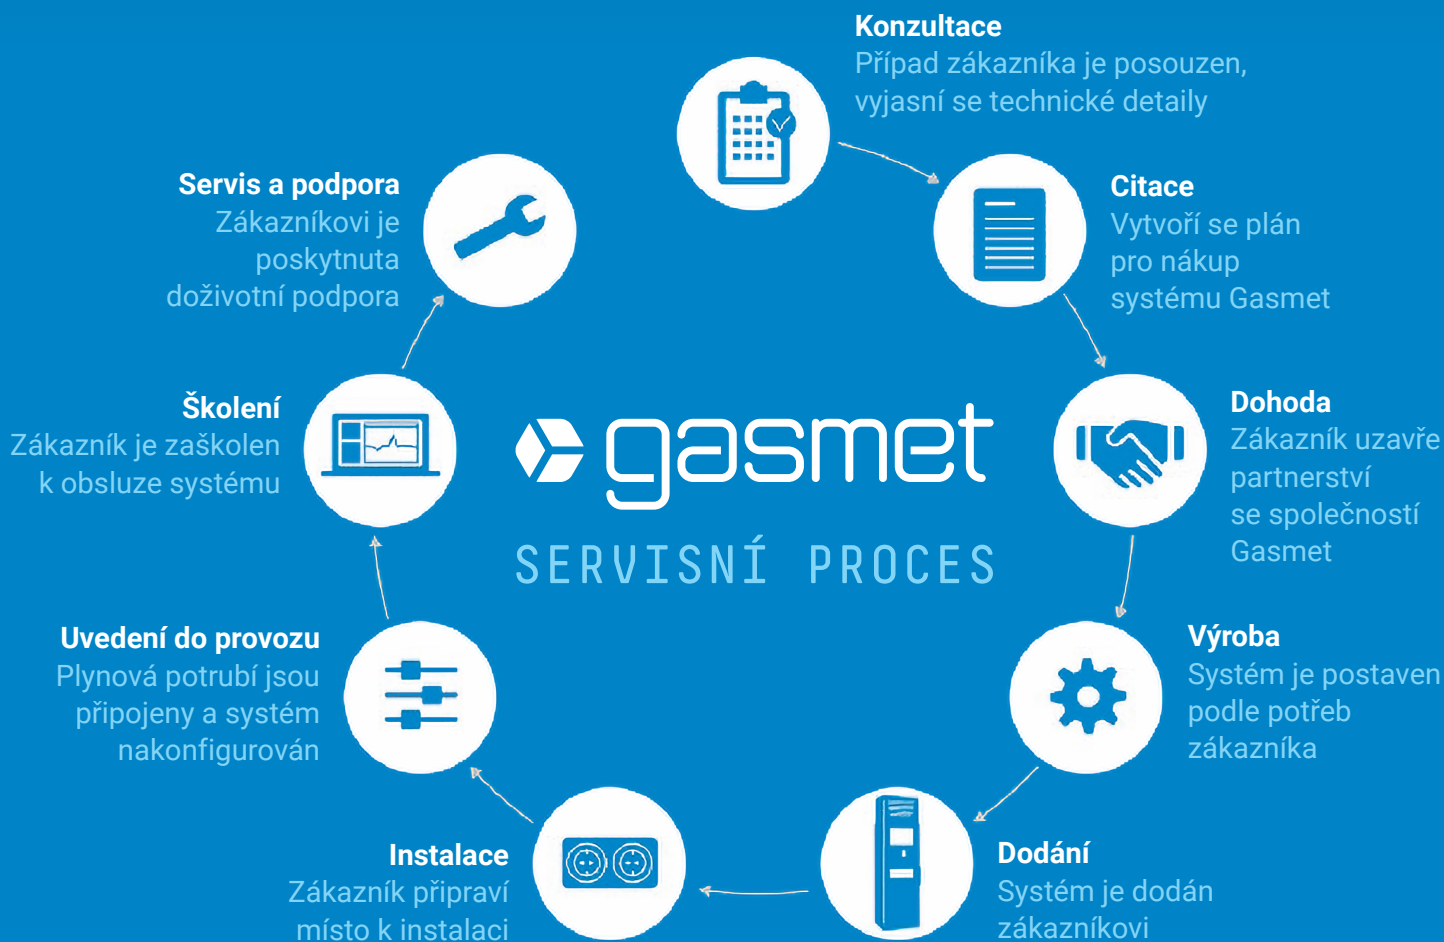 Konzultace
Případ zákazníka je posouzen,
vyjasní se technické detaily
Citace
Vytvoří se plán
pro nákup
systému Gasmet
Dohoda
Zákazník uzavře
partnerství
se společností
Gasmet
Výroba
Systém je postaven
podle potřeb
zákazníka
Dodání
Systém je dodán
zákazníkovi
Instalace
Zákazník připraví
místo k instalaci
Uvedení do provozu
Plynová potrubí jsou
připojeny a systém
nakonfigurován
Školení
Zákazník je zaškolen
k obsluze systému
Servis a podpora
Zákazníkovi je
poskytnuta
doživotní podpora
gasmet
SERVISNÍ PROCES